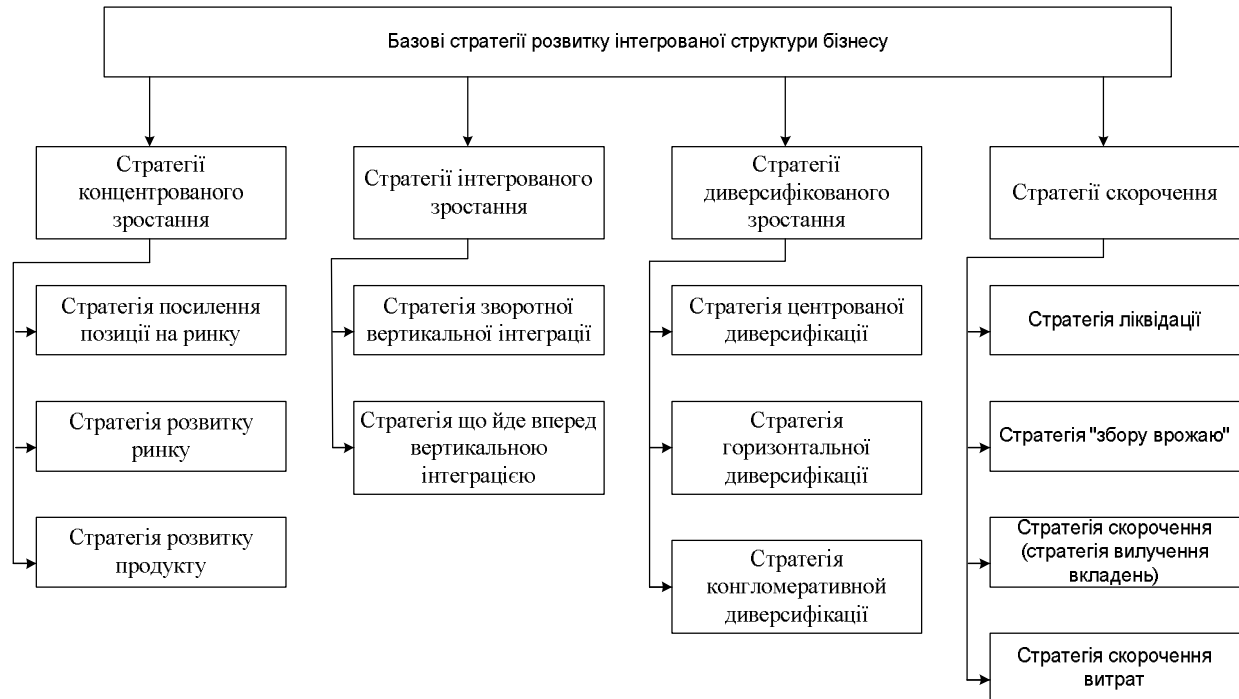 Базові стратегії розвитку інтегрованої структури бізнесу
Стратегії
концентрованого
зростання
Стратегії інтегрованого
зростання
Стратегії
диверсифікованого
зростання
Стратегії скорочення
Стратегія посилення
позиції на ринку
Стратегія розвитку
ринку
Стратегія розвитку
продукту
Стратегія зворотної
вертикальної інтеграції
Стратегія що йде вперед
вертикальною
інтеграцією
Стратегія центрованої
диверсифікації
Стратегія
горизонтальної
диверсифікації
Стратегія
конгломеративной
диверсифікації
Стратегія ліквідації
Стратегія "збору врожаю"
Стратегія скорочення
(стратегія вилучення
вкладень)
Стратегія скорочення
витрат